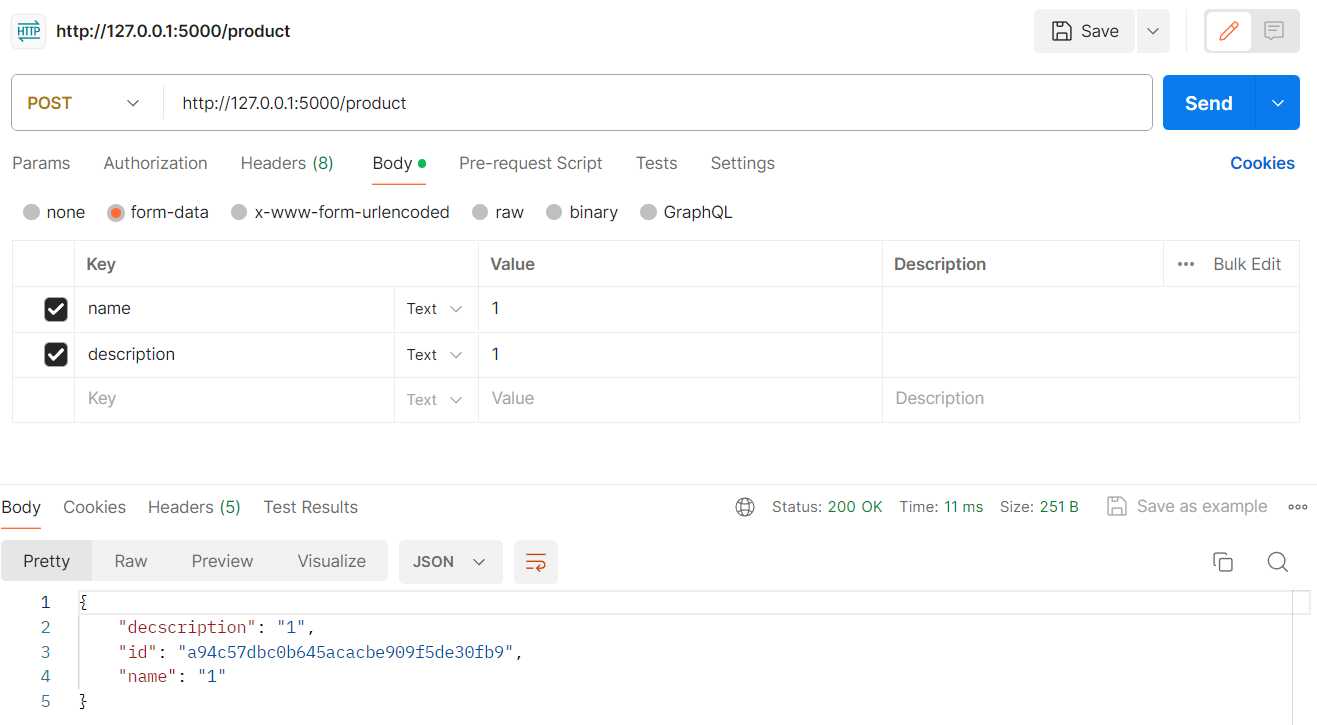 HTTP http://127.0.0.1:5000/product Save
POST http://127.0.0.1:5000/product Send
Params Authorization Headers (8) Body Pre-request Script Tests Settings Cookies
none form-data x-www-form-urlencoded raw binary GraphQL
Key Value Description Bulk Edit
name Text 1
description Text 1
Key Text Value Description
Body Cookies Headers (5) Test Results Status: 200 OK Time: 11 ms Size: 251 B Save as example
Pretty Raw Preview Visualize JSON
1 {
2 "decscription": "1",
3 "id": "a94c57dbc0b645acacbe909f5de30fb9",
4 "name": "1"
5 }